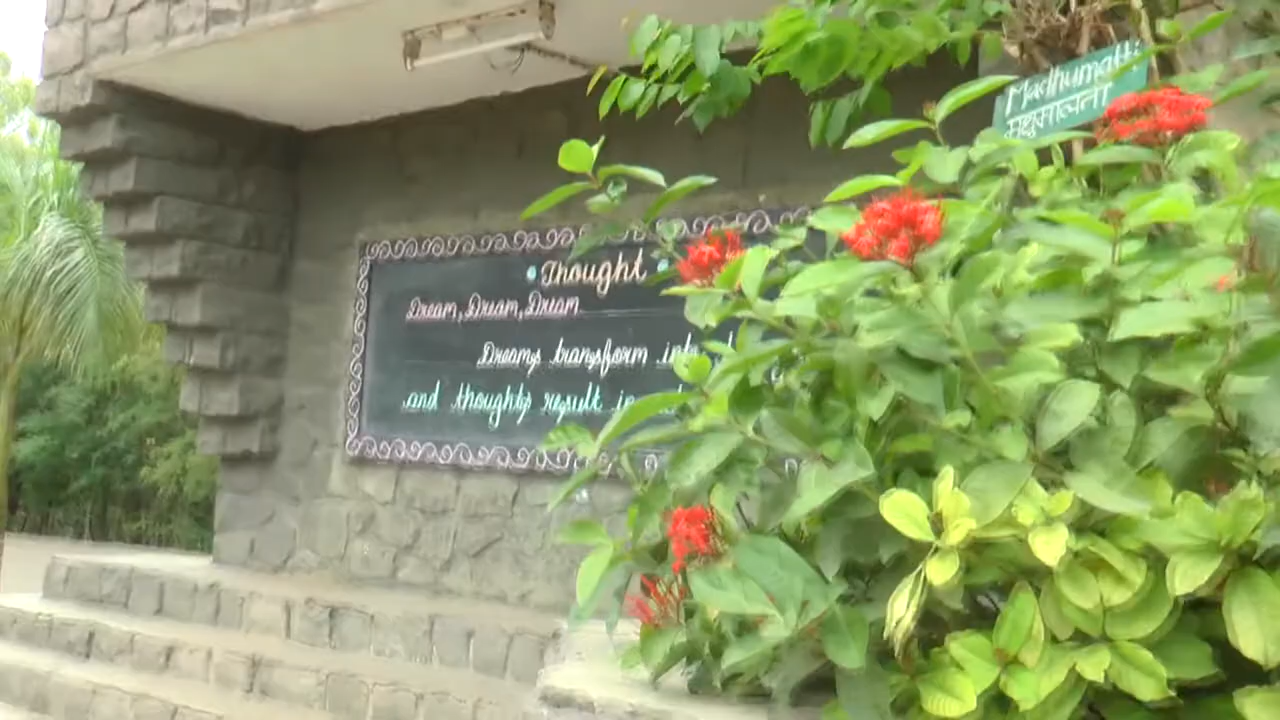 Madhumalti
मधुमालती
Thought
Dream, Dream, Dream
Dreams transform into
and thoughts result in